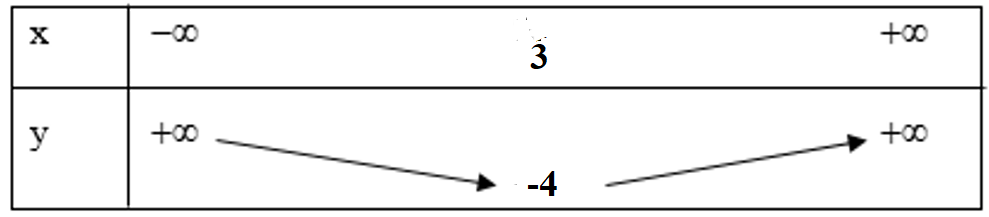 x −∞ 3 +∞
y +∞ -4 +∞